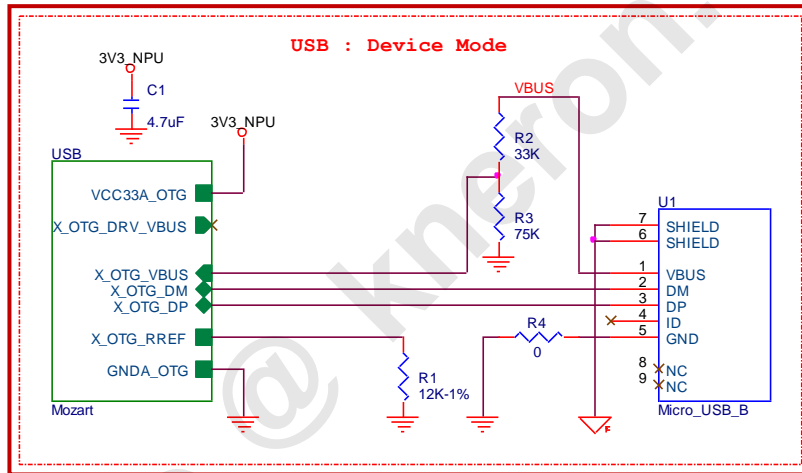 USB : Device Mode
3V3_NPU
C1
4.7uF
3V3_NPU
VBUS
R2
33K
R3
75K
USB
VCC33A_OTG
X_OTG_DRV_VBUS
X_OTG_VBUS
X_OTG_DM
X_OTG_DP
X_OTG_RREF
GNDA_OTG
Mozart
R1
12K-1%
R4
0
U1
7 SHIELD
6 SHIELD
1 VBUS
2 DM
3 DP
4 ID
5 GND
8 NC
9 NC
Micro_USB_B
F
@ kneron.